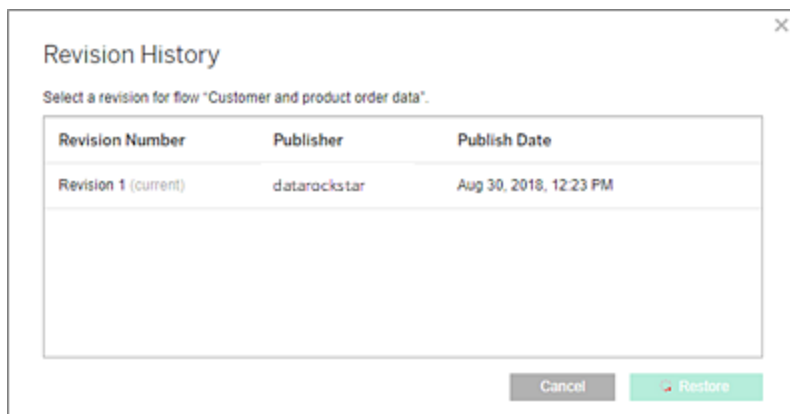 Revision History
Select a revision for flow "Customer and product order data".
Revision Number Publisher Publish Date
Revision 1 (current) datarockstar Aug 30, 2018, 12:23 PM
Cancel Restore